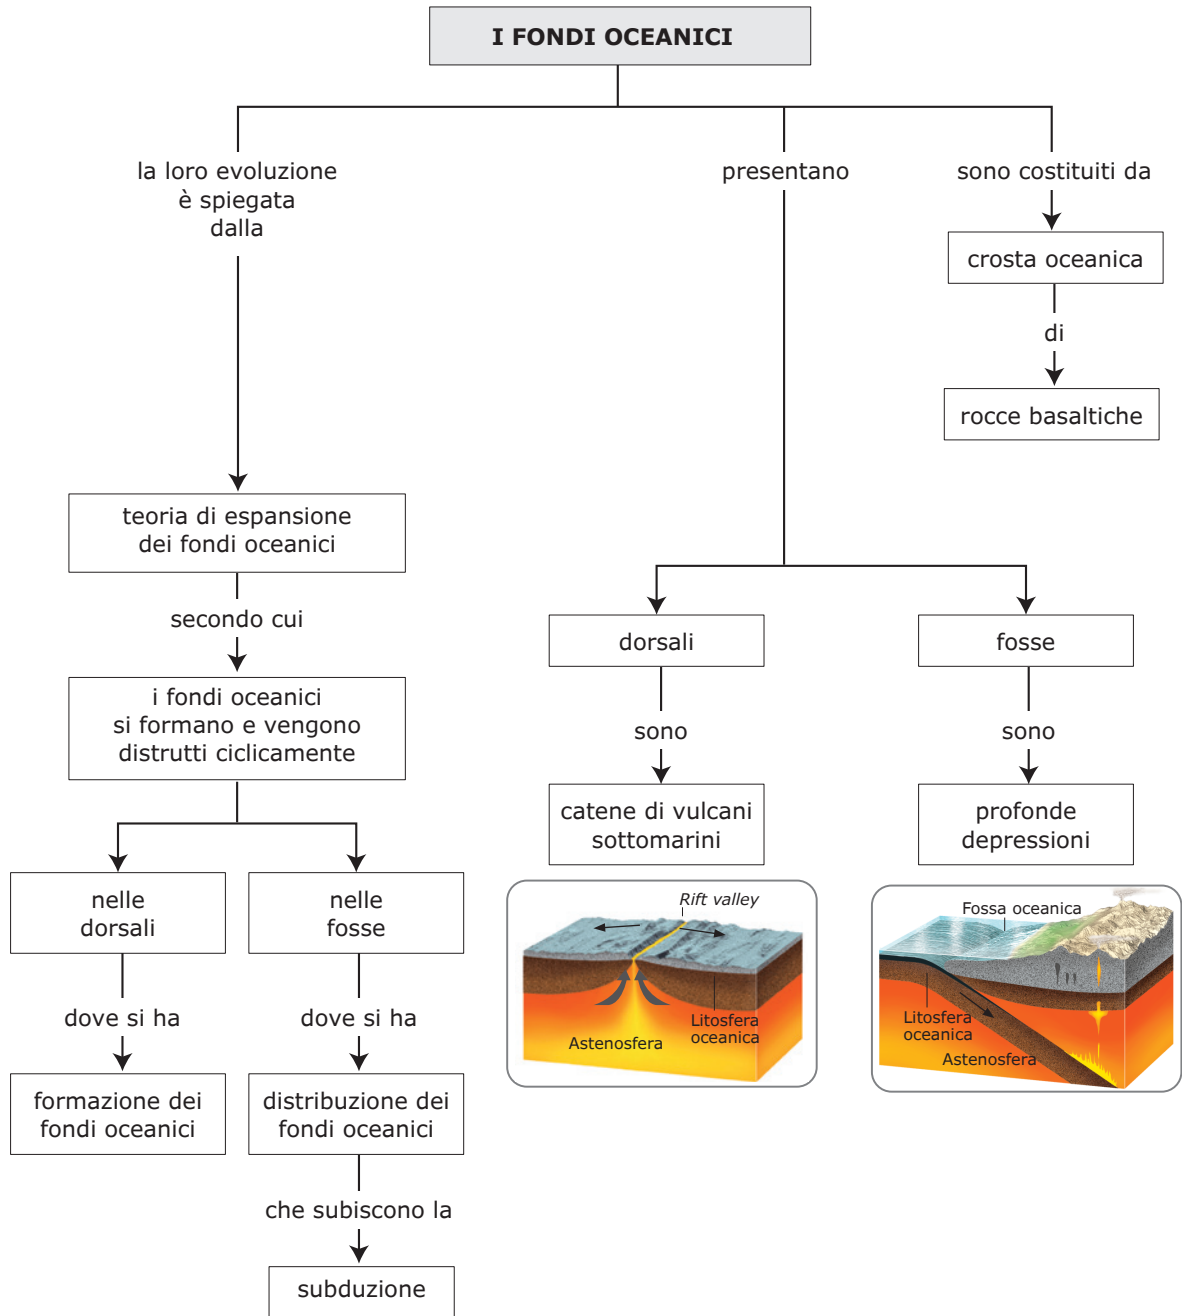 I FONDI OCEANICI
la loro evoluzione
è spiegata
dalla
presentano
sono costituiti da
crosta oceanica
di
rocce basaltiche
teoria di espansione
dei fondi oceanici
secondo cui
i fondi oceanici
si formano e vengono
distrutti ciclicamente
nelle
dorsali
dove si ha
formazione dei
fondi oceanici
nelle
fosse
dove si ha
distribuzione dei
fondi oceanici
che subiscono la
subduzione
dorsali
sono
catene di vulcani
sottomarini
Rift valley
Litosfera
oceanica
Astenosfera
fosse
sono
profonde
depressioni
Fossa oceanica
Litosfera
oceanica
Astenosfera